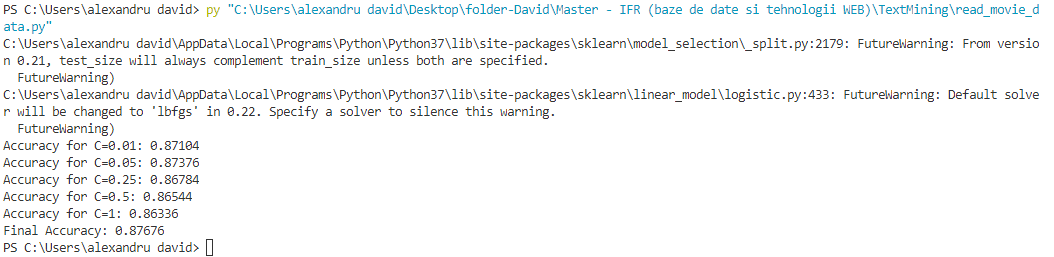 PS C:\Users\alexandru david> py "C:\Users\alexandru david\Desktop\folder-David\Master - IFR (baze de date si tehnologii WEB)\TextMining\read_movie_d
ata.py"
C:\Users\alexandru david\AppData\Local\Programs\Python\Python37\lib\site-packages\sklearn\model_selection\_split.py:2179: FutureWarning: From versio
n 0.21, test_size will always complement train_size unless both are specified.
  FutureWarning)
C:\Users\alexandru david\AppData\Local\Programs\Python\Python37\lib\site-packages\sklearn\linear_model\logistic.py:433: FutureWarning: Default solve
r will be changed to 'lbfgs' in 0.22. Specify a solver to silence this warning.
  FutureWarning)
Accuracy for C=0.01: 0.87104
Accuracy for C=0.05: 0.87376
Accuracy for C=0.25: 0.86784
Accuracy for C=0.5: 0.86544
Accuracy for C=1: 0.86336
Final Accuracy: 0.87676
PS C:\Users\alexandru david>